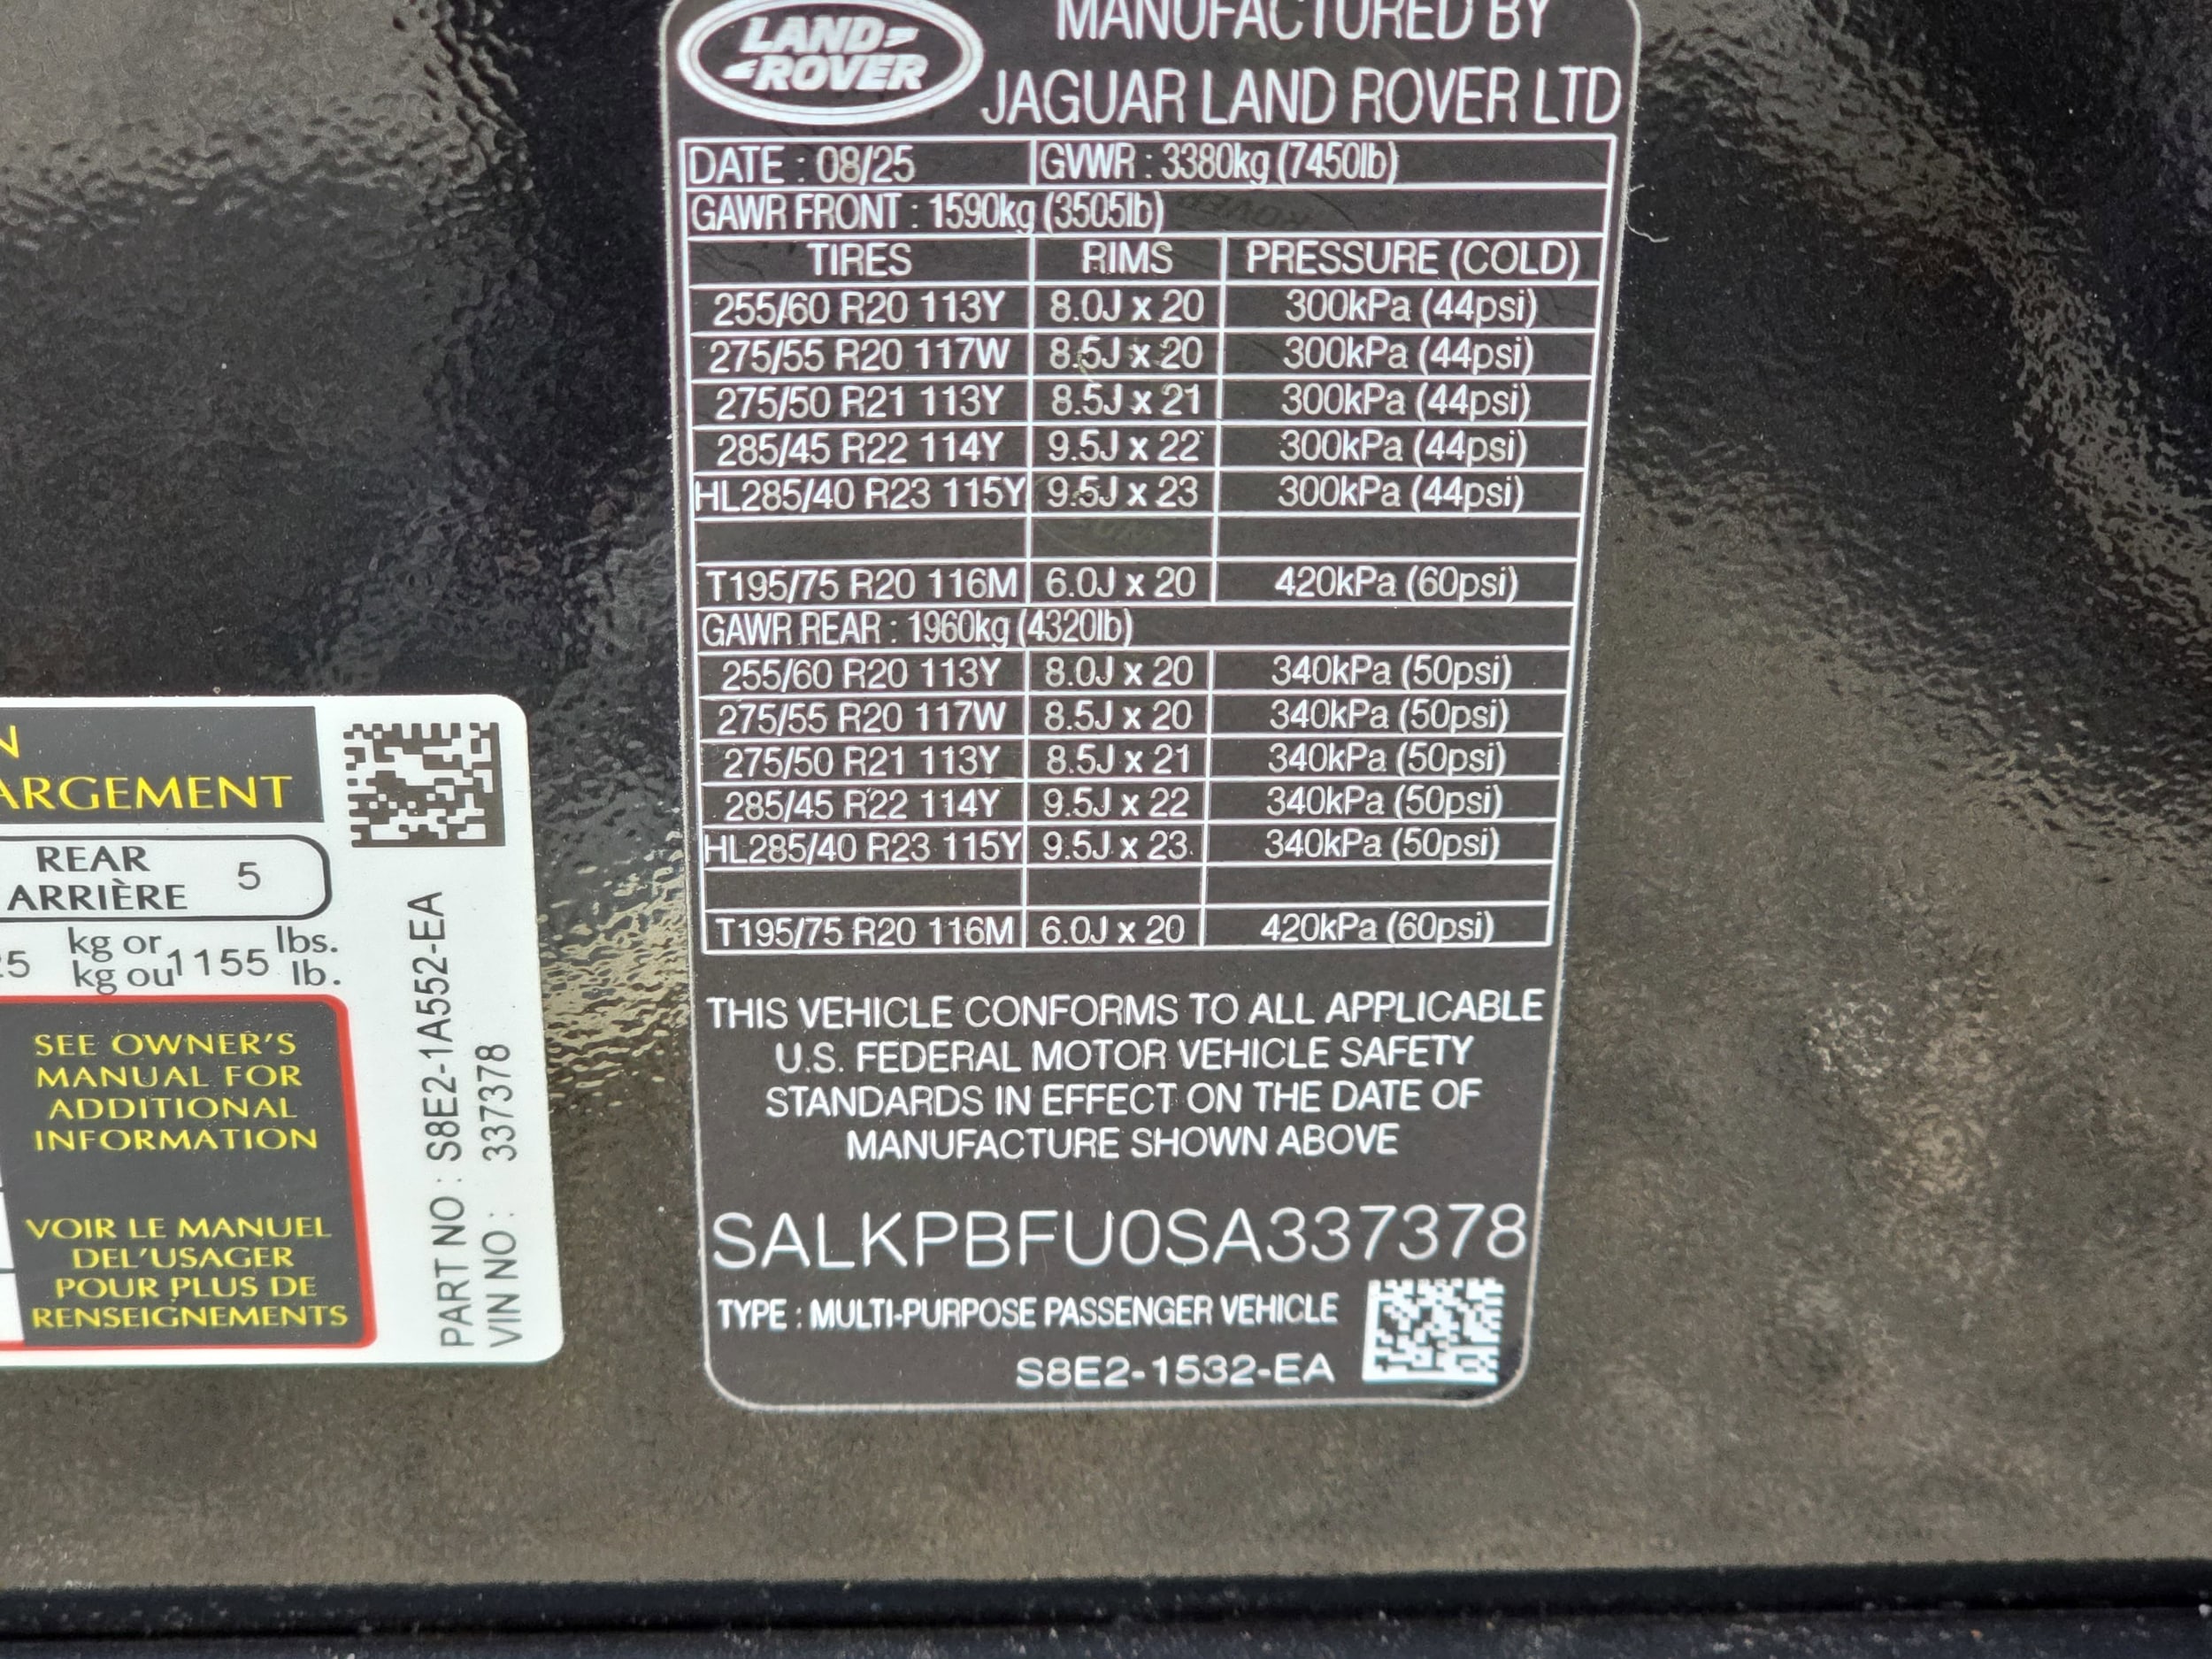 LAND-
-ROVER
MANUFACTURED BY
JAGUAR LAND ROVER LTD
DATE : 08/25 GVWR : 3380kg (7450lb)
GAWR FRONT : 1590kg (3505lb)
TIRES RIMS PRESSURE (COLD)
255/60 R20 113Y 8.0J x 20 300kPa (44psi)
275/55 R20 117W 8.5J x 20 300kPa (44psi)
275/50 R21 113Y 8.5J x 21 300kPa (44psi)
285/45 R22 114Y 9.5J x 22 300kPa (44psi)
HL285/40 R23 115Y 9.5J x 23 300kPa (44psi)
T195/75 R20 116M 6.0J x 20 420kPa (60psi)
GAWR REAR : 1960kg (4320lb)
255/60 R20 113Y 8.0J x 20 340kPa (50psi)
275/55 R20 117W 8.5J x 20 340kPa (50psi)
275/50 R21 113Y 8.5J x 21 340kPa (50psi)
285/45 R22 114Y 9.5J x 22 340kPa (50psi)
HL285/40 R23 115Y 9.5J x 23 340kPa (50psi)
T195/75 R20 116M 6.0J x 20 420kPa (60psi)
THIS VEHICLE CONFORMS TO ALL APPLICABLE
U.S. FEDERAL MOTOR VEHICLE SAFETY
STANDARDS IN EFFECT ON THE DATE OF
MANUFACTURE SHOWN ABOVE
SALKPBFU0SA337378
TYPE : MULTI-PURPOSE PASSENGER VEHICLE
S8E2-1532-EA
N
ARGEMENT
REAR 5
ARRIÈRE
kg or 1155 lbs.
kg ou lb.
SEE OWNER'S
MANUAL FOR
ADDITIONAL
INFORMATION
VOIR LE MANUEL
DEL'USAGER
POUR PLUS DE
RENSEIGNEMENTS
PART NO : S8E2-1A552-EA
VIN NO : 337378